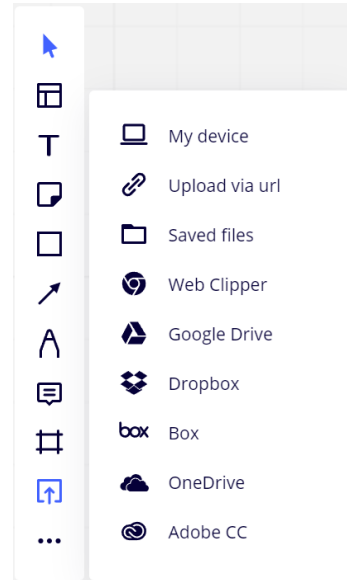 T
My device
Upload via url
Saved files
Web Clipper
Google Drive
Dropbox
box Box
OneDrive
Adobe CC